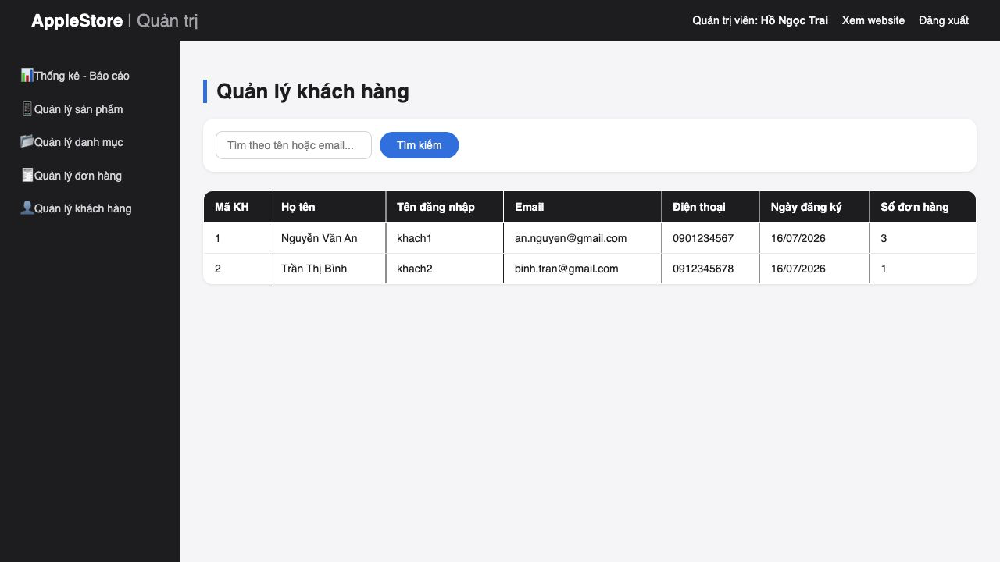 AppleStore | Quản trị
Quản trị viên: Hồ Ngọc Trai Xem website Đăng xuất
Thống kê - Báo cáo
Quản lý sản phẩm
Quản lý danh mục
Quản lý đơn hàng
Quản lý khách hàng
Quản lý khách hàng
Tìm theo tên hoặc email... Tìm kiếm
Mã KH Họ tên Tên đăng nhập Email Điện thoại Ngày đăng ký Số đơn hàng
1 Nguyễn Văn An khach1 an.nguyen@gmail.com 0901234567 16/07/2026 3
2 Trần Thị Bình khach2 binh.tran@gmail.com 0912345678 16/07/2026 1